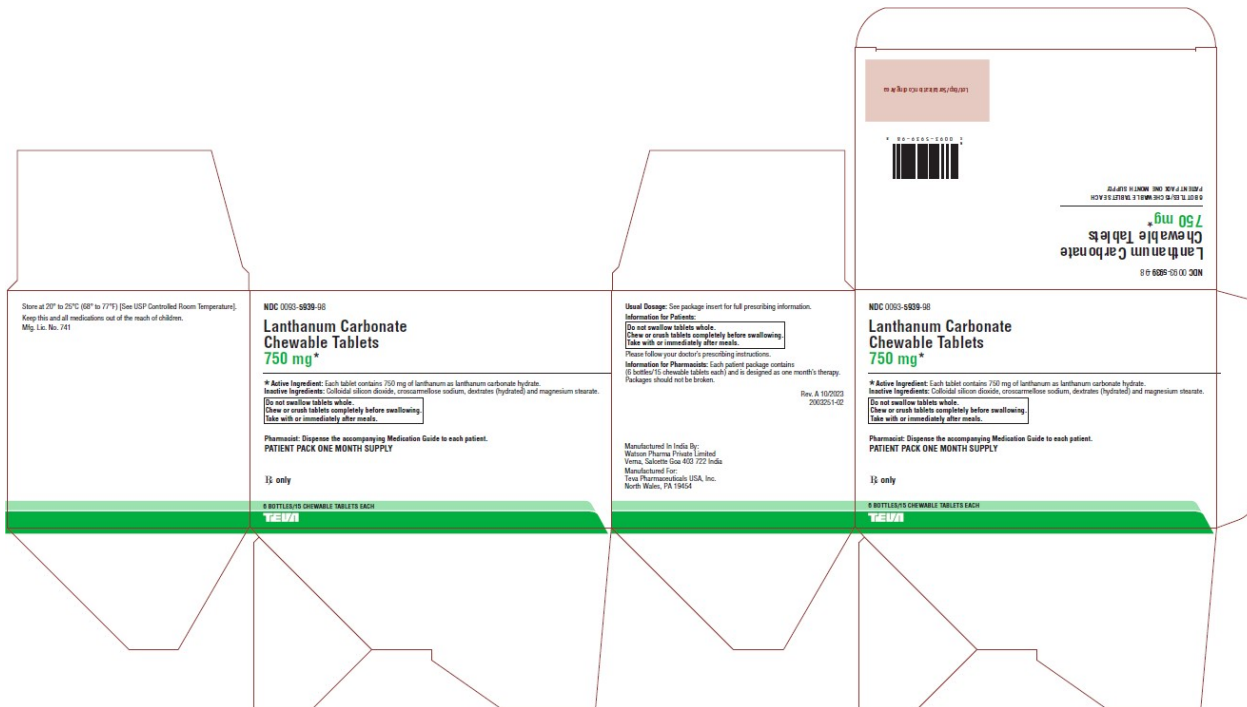 Lot/Exp/Serialization Coding Area
3 0093-5939-98 8
6 BOTTLES/15 CHEWABLE TABLETS EACH
PATIENT PACK ONE MONTH SUPPLY
750 mg*
Lanthanum Carbonate
Chewable Tablets
NDC 0093-5939-98
Store at 20° to 25°C (68° to 77°F) [See USP Controlled Room Temperature].
Keep this and all medications out of the reach of children.
Mfg. Lic. No. 741
NDC 0093-5939-98
Lanthanum Carbonate
Chewable Tablets
750 mg*
*Active Ingredient: Each tablet contains 750 mg of lanthanum as lanthanum carbonate hydrate.
Inactive Ingredients: Colloidal silicon dioxide, croscarmellose sodium, dextrates (hydrated) and magnesium stearate.
Do not swallow tablets whole.
Chew or crush tablets completely before swallowing.
Take with or immediately after meals.
Pharmacist: Dispense the accompanying Medication Guide to each patient.
PATIENT PACK ONE MONTH SUPPLY
℞ only
6 BOTTLES/15 CHEWABLE TABLETS EACH
TEVA
Usual Dosage: See package insert for full prescribing information.
Information for Patients:
Do not swallow tablets whole.
Chew or crush tablets completely before swallowing.
Take with or immediately after meals.
Please follow your doctor's prescribing instructions.
Information for Pharmacists: Each patient package contains
(6 bottles/15 chewable tablets each) and is designed as one month's therapy.
Packages should not be broken.
Rev. A 10/2023
2003251-02
Manufactured In India By:
Watson Pharma Private Limited
Verna, Salcette Goa 403 722 India
Manufactured For:
Teva Pharmaceuticals USA, Inc.
North Wales, PA 19454
NDC 0093-5939-98
Lanthanum Carbonate
Chewable Tablets
750 mg*
*Active Ingredient: Each tablet contains 750 mg of lanthanum as lanthanum carbonate hydrate.
Inactive Ingredients: Colloidal silicon dioxide, croscarmellose sodium, dextrates (hydrated) and magnesium stearate.
Do not swallow tablets whole.
Chew or crush tablets completely before swallowing.
Take with or immediately after meals.
Pharmacist: Dispense the accompanying Medication Guide to each patient.
PATIENT PACK ONE MONTH SUPPLY
℞ only
6 BOTTLES/15 CHEWABLE TABLETS EACH
TEVA